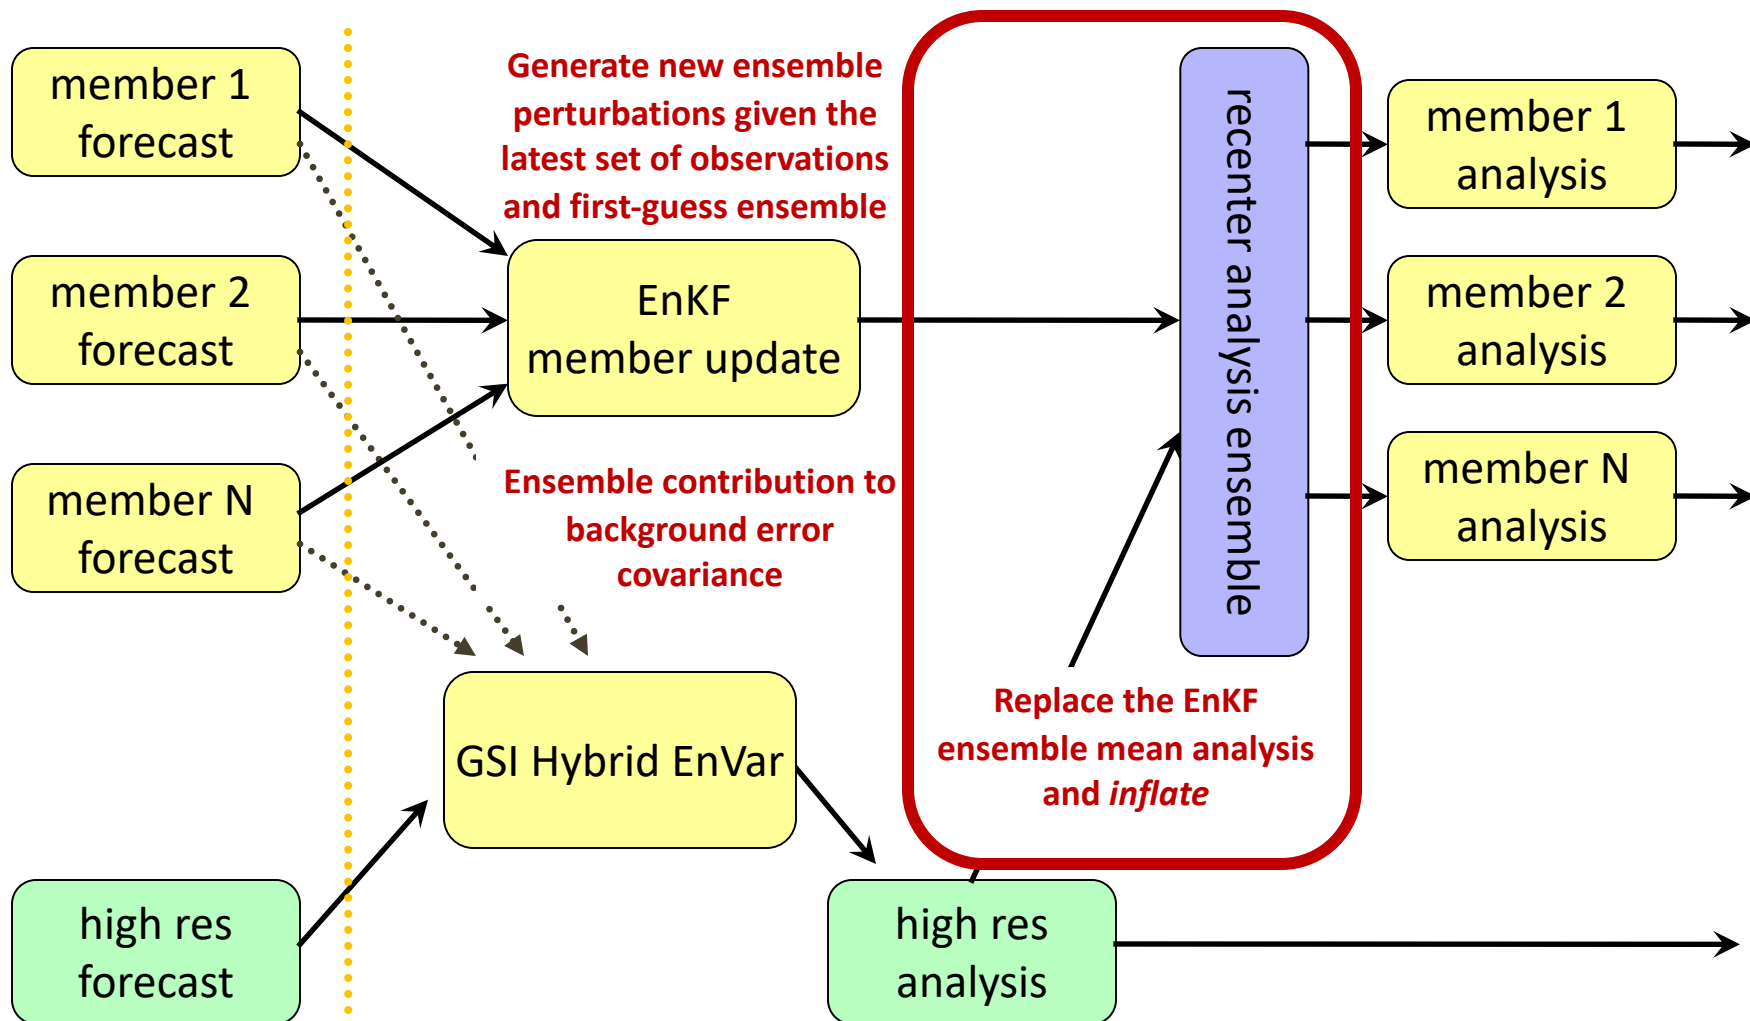 member 1
forecast
member 2
forecast
member N
forecast
high res
forecast
Generate new ensemble
perturbations given the
latest set of observations
and first-guess ensemble
EnKF
member update
Ensemble contribution to
background error
covariance
GSI Hybrid EnVar
recenter analysis ensemble
Replace the EnKF
ensemble mean analysis
and inflate
high res
analysis
member 1
analysis
member 2
analysis
member N
analysis